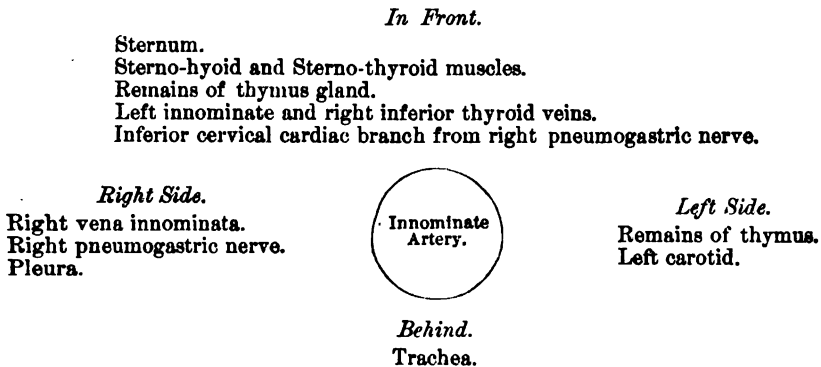 In Front.
Sternum.
Sterno-hyoid and Sterno-thyroid muscles.
Remains of thymus gland.
Left innominate and right inferior thyroid veins.
Inferior cervical cardiac branch from right pneumogastric nerve.
Right Side.
Right vena innominata.
Right pneumogastric nerve.
Pleura.
Innominate
Artery.
Left Side.
Remains of thymus.
Left carotid.
Behind.
Trachea.